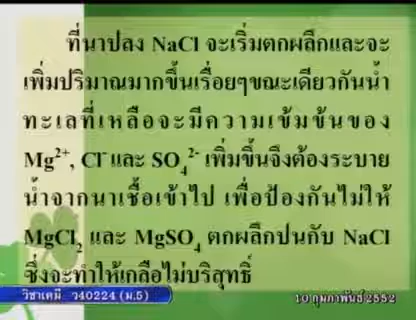 ที่นาปลง NaCl จะเริ่มตกผลึกและจะ
เพิ่มปริมาณมากขึ้นเรื่อยๆขณะเดียวกันน้ำ
ทะเลที่เหลือจะมีความเข้มข้นของ
Mg²⁺, Cl⁻ และ SO₄²⁻ เพิ่มขึ้นจึงต้องระบาย
น้ำจากนาเชื้อเข้าไป เพื่อป้องกันไม่ให้
MgCl₂ และ MgSO₄ ตกผลึกปนกับ NaCl
ซึ่งจะทำให้เกลือไม่บริสุทธิ์
วิชาเคมี ว40224 (ม.5)
10 กุมภาพันธ์ 2552